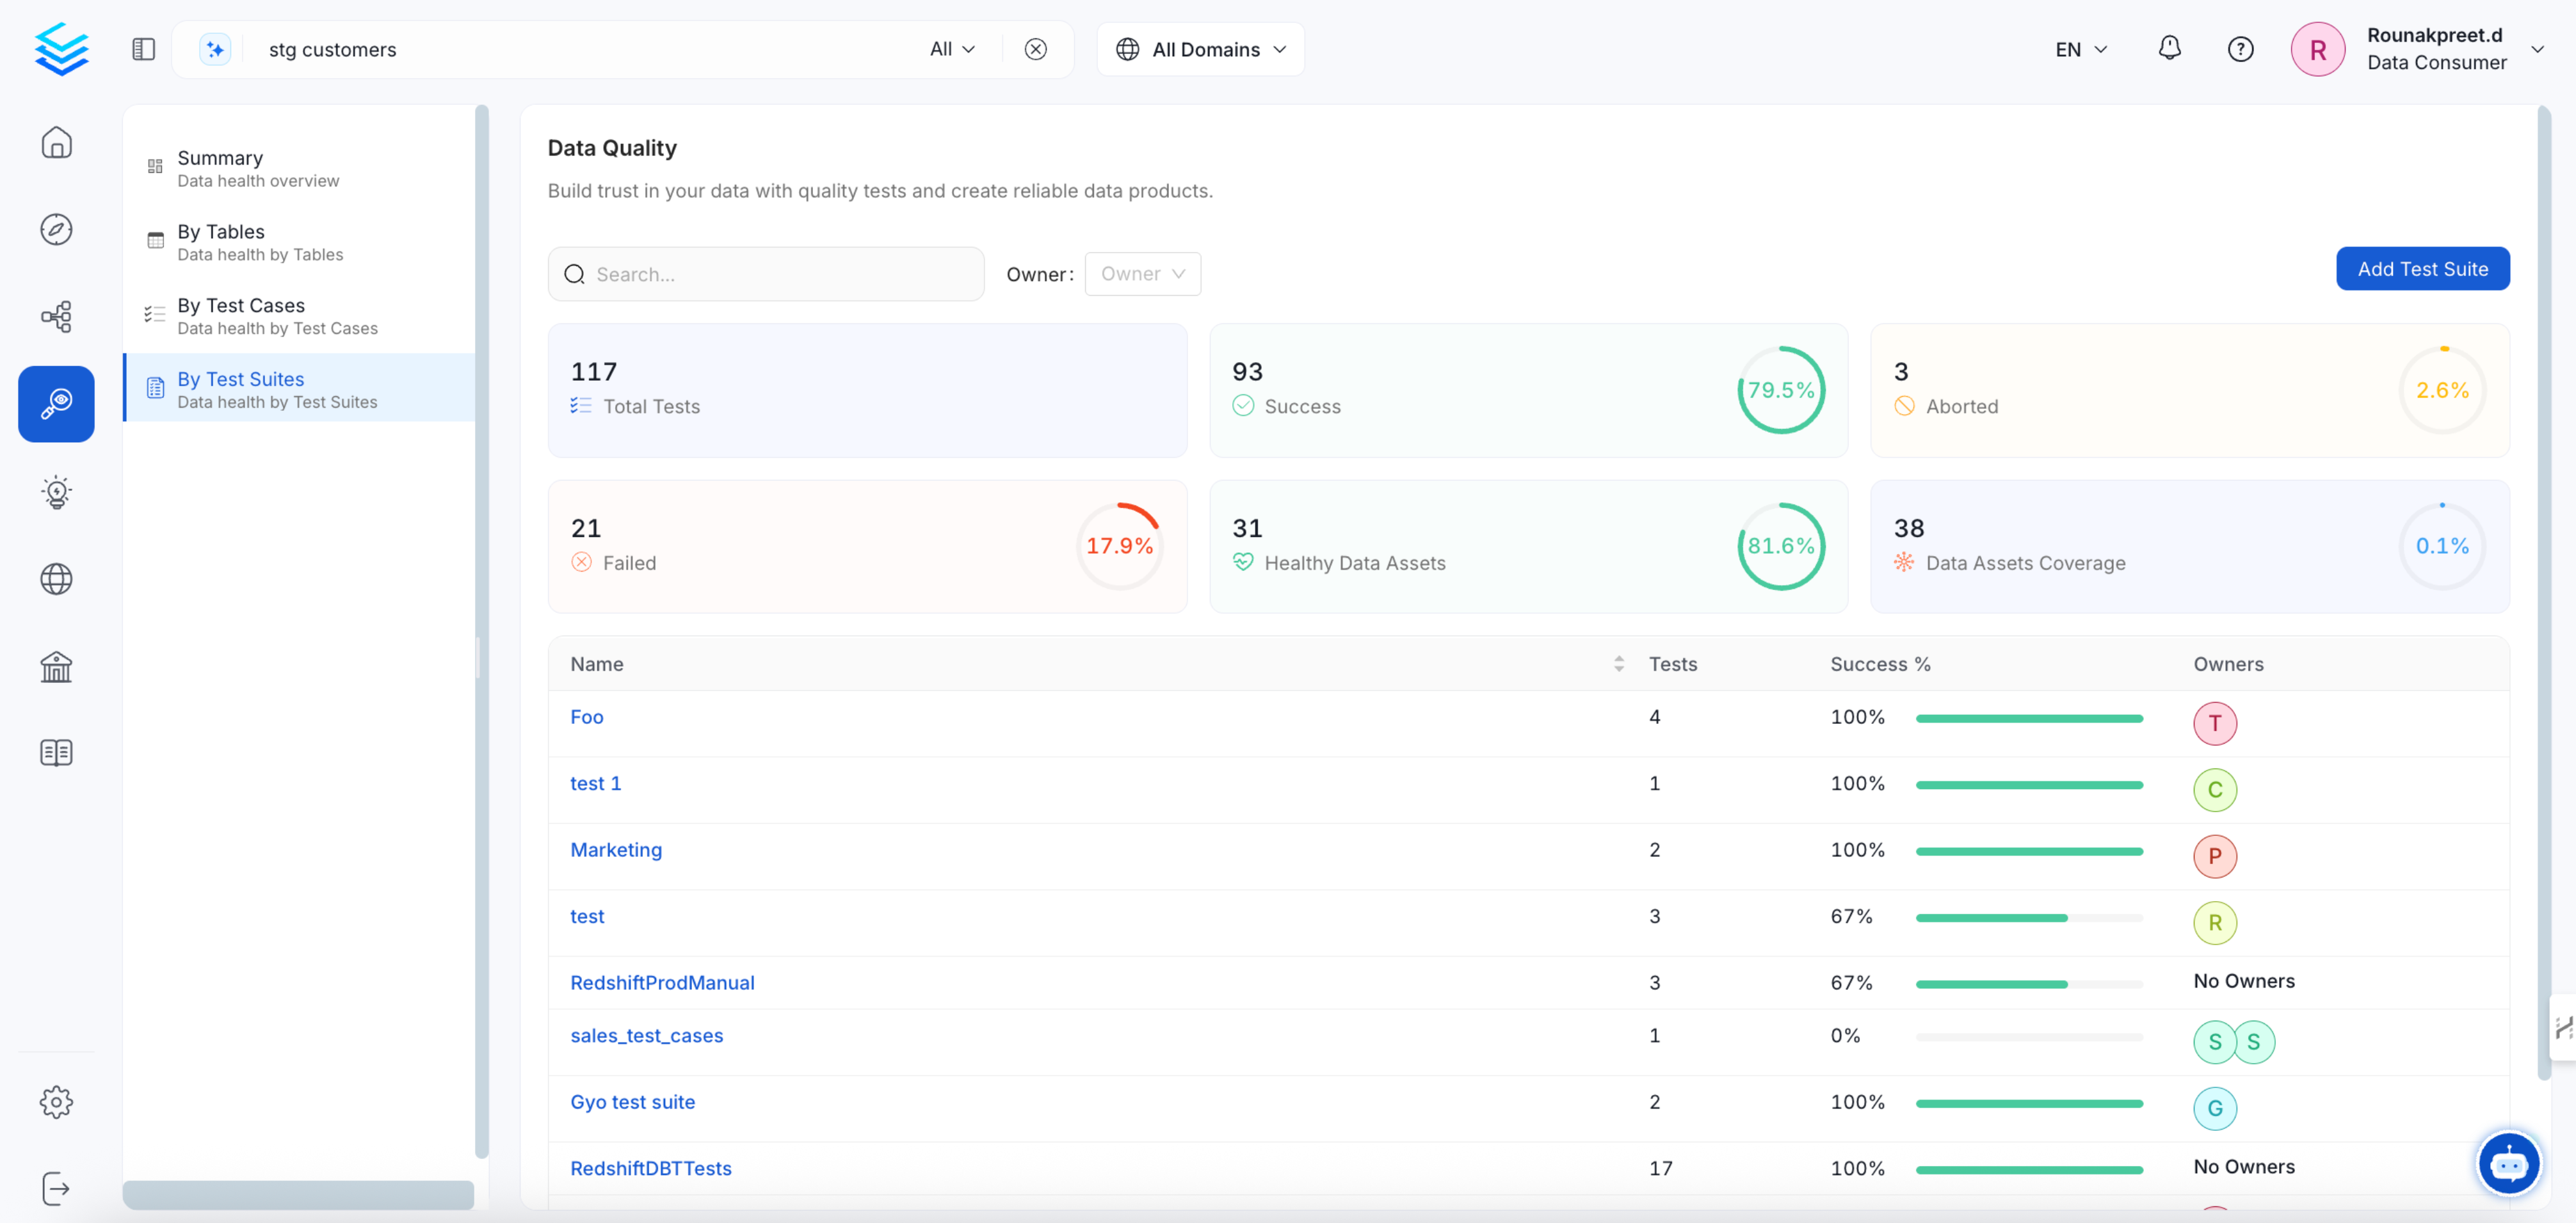 stg customers
All
All Domains
EN
Rounakpreet.d
Data Consumer
R
Summary
Data health overview
By Tables
Data health by Tables
By Test Cases
Data health by Test Cases
By Test Suites
Data health by Test Suites
Data Quality
Build trust in your data with quality tests and create reliable data products.
Search...
Owner:
Owner
Add Test Suite
117
Total Tests
93
Success
79.5%
3
Aborted
2.6%
21
Failed
17.9%
31
Healthy Data Assets
81.6%
38
Data Assets Coverage
0.1%
Name Tests Success % Owners
Foo 4 100% T
test 1 1 100% C
Marketing 2 100% P
test 3 67% R
RedshiftProdManual 3 67% No Owners
sales_test_cases 1 0% S S
Gyo test suite 2 100% G
RedshiftDBTTests 17 100% No Owners